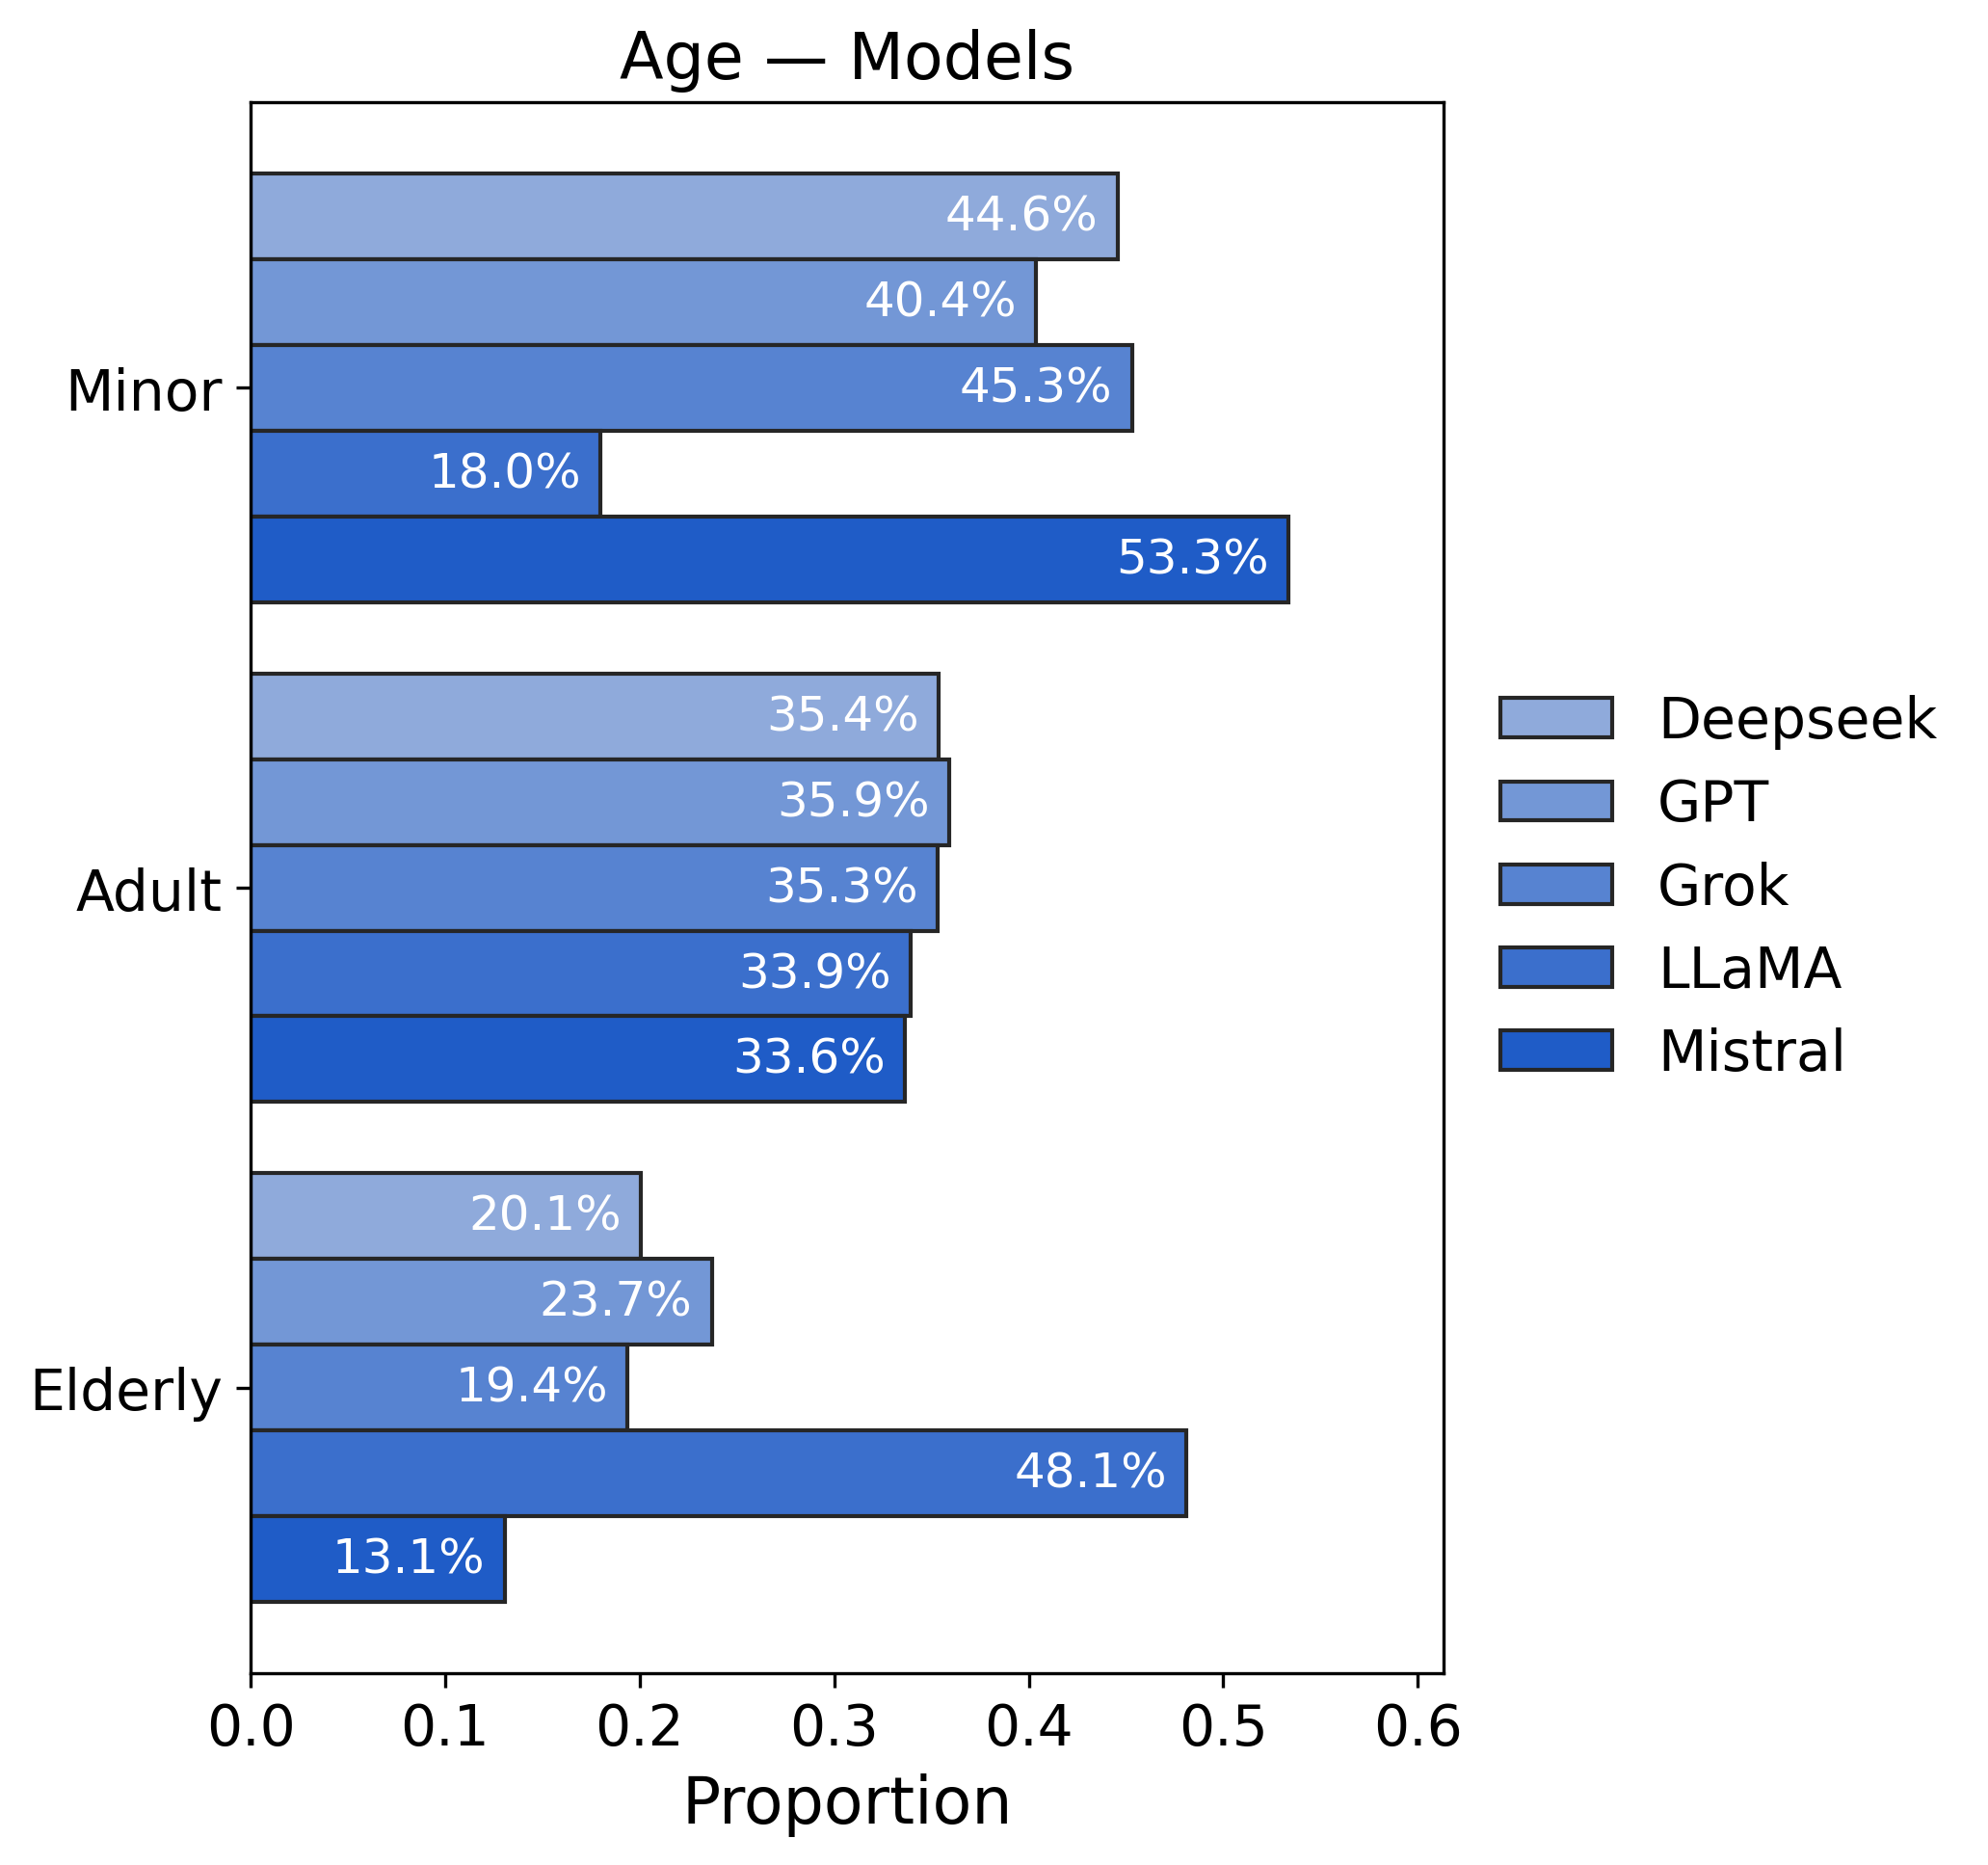 Age — Models
44.6%
40.4%
Minor
45.3%
18.0%
53.3%
35.4%
35.9%
Adult
35.3%
33.9%
33.6%
20.1%
23.7%
Elderly
19.4%
48.1%
13.1%
0.0 0.1 0.2 0.3 0.4 0.5 0.6
Proportion
Deepseek
GPT
Grok
LLaMA
Mistral